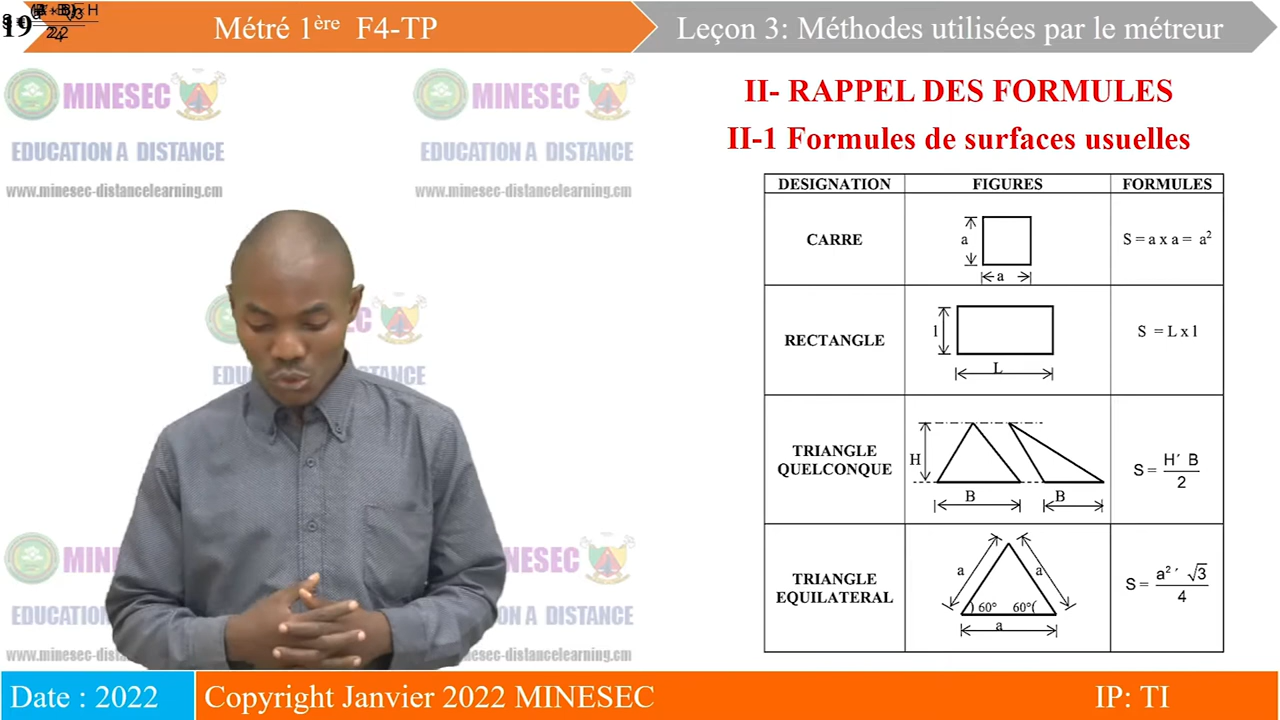 19
Métré 1ère F4-TP
Leçon 3: Méthodes utilisées par le métreur
MINESEC
MINESEC
EDUCATION A DISTANCE
EDUCATION A DISTANCE
www.minesec-distancelearning.cm
www.minesec-distancelearning.cm
II- RAPPEL DES FORMULES
II-1 Formules de surfaces usuelles
DESIGNATION FIGURES FORMULES
CARRE
a
a
S = a x a = a²
RECTANGLE
l
L
S = L x l
TRIANGLE
QUELCONQUE
H
B
B
S = H´ B
2
TRIANGLE
EQUILATERAL
a
a
) 60° 60°(
a
S = a² ´ √3
4
Date : 2022
Copyright Janvier 2022 MINESEC
IP: TI